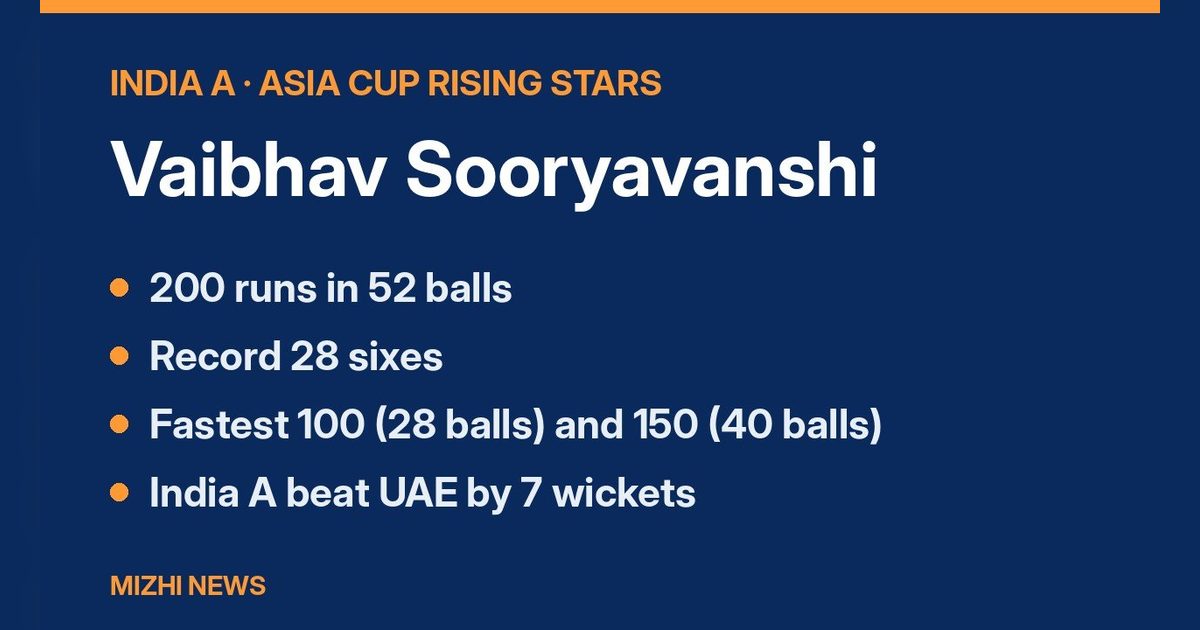 INDIA A · ASIA CUP RISING STARS
Vaibhav Sooryavanshi
• 200 runs in 52 balls
• Record 28 sixes
• Fastest 100 (28 balls) and 150 (40 balls)
• India A beat UAE by 7 wickets
MIZHI NEWS